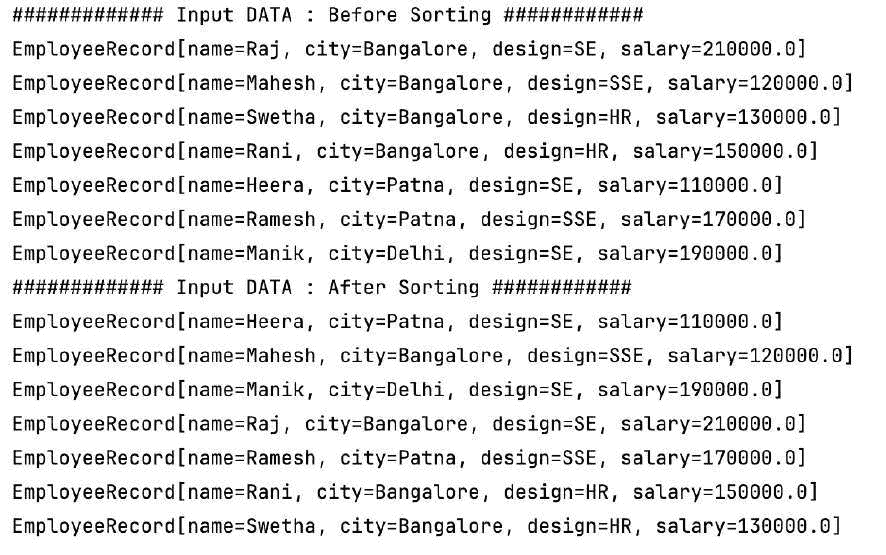 ############# Input DATA : Before Sorting ############
EmployeeRecord[name=Raj, city=Bangalore, design=SE, salary=210000.0]
EmployeeRecord[name=Mahesh, city=Bangalore, design=SSE, salary=120000.0]
EmployeeRecord[name=Swetha, city=Bangalore, design=HR, salary=130000.0]
EmployeeRecord[name=Rani, city=Bangalore, design=HR, salary=150000.0]
EmployeeRecord[name=Heera, city=Patna, design=SE, salary=110000.0]
EmployeeRecord[name=Ramesh, city=Patna, design=SSE, salary=170000.0]
EmployeeRecord[name=Manik, city=Delhi, design=SE, salary=190000.0]
############# Input DATA : After Sorting ############
EmployeeRecord[name=Heera, city=Patna, design=SE, salary=110000.0]
EmployeeRecord[name=Mahesh, city=Bangalore, design=SSE, salary=120000.0]
EmployeeRecord[name=Manik, city=Delhi, design=SE, salary=190000.0]
EmployeeRecord[name=Raj, city=Bangalore, design=SE, salary=210000.0]
EmployeeRecord[name=Ramesh, city=Patna, design=SSE, salary=170000.0]
EmployeeRecord[name=Rani, city=Bangalore, design=HR, salary=150000.0]
EmployeeRecord[name=Swetha, city=Bangalore, design=HR, salary=130000.0]